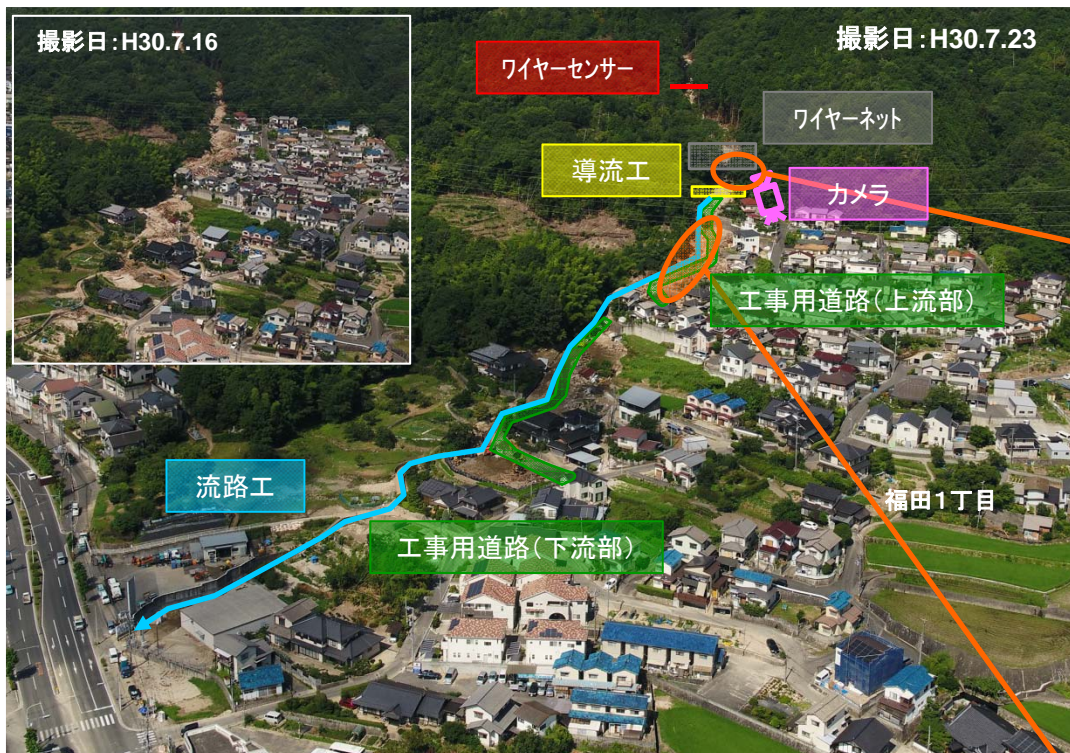 撮影日:H30.7.16
撮影日:H30.7.23
ワイヤーセンサー
ワイヤーネット
導流工
カメラ
工事用道路(上流部)
流路工
福田1丁目
工事用道路(下流部)